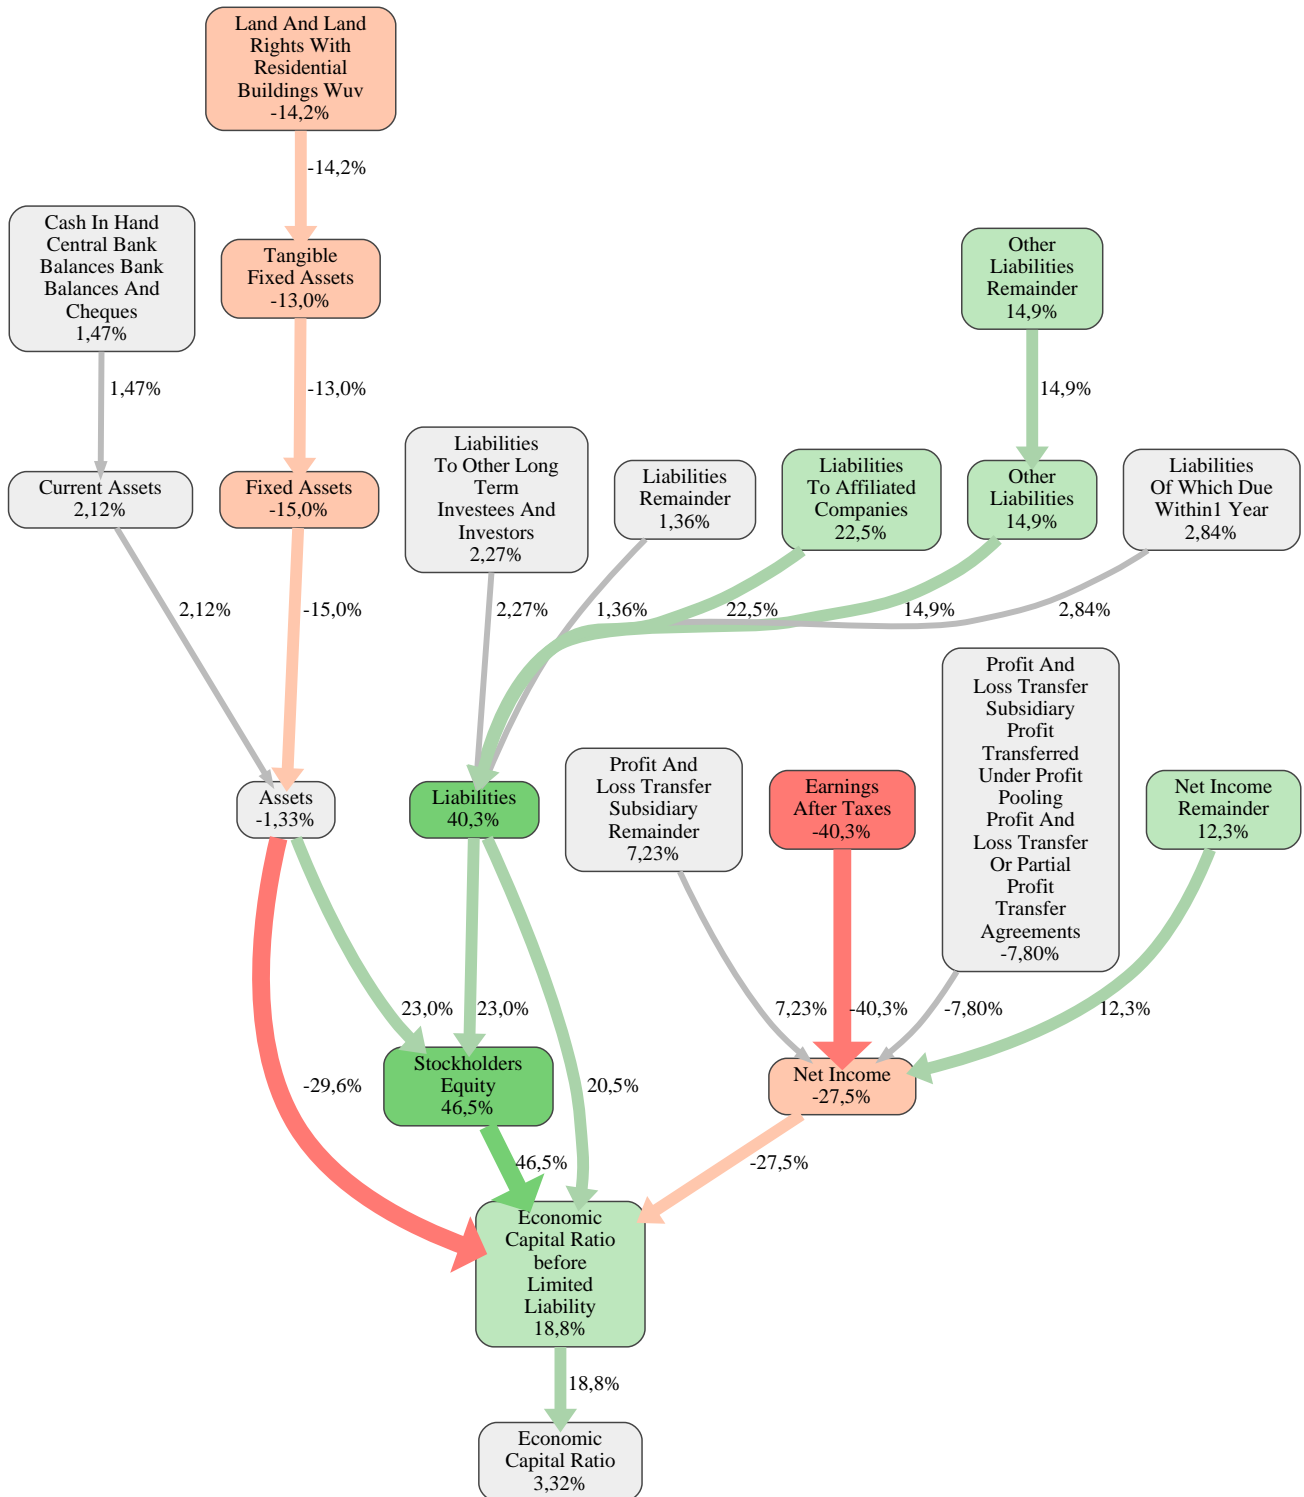 Land And Land
Rights With
Residential
Buildings Wuv
-14,2%
-14,2%
Cash In Hand
Central Bank
Balances Bank
Balances And
Cheques
1,47%
Tangible
Fixed Assets
-13,0%
Other
Liabilities
Remainder
14,9%
1,47%
-13,0%
14,9%
Current Assets
2,12%
Fixed Assets
-15,0%
Liabilities
To Other Long
Term
Investees And
Investors
2,27%
Liabilities
Remainder
1,36%
Liabilities
To Affiliated
Companies
22,5%
Other
Liabilities
14,9%
Liabilities
Of Which Due
Within1 Year
2,84%
2,12%
-15,0%
2,27%
1,36%
22,5%
14,9%
2,84%
Assets
-1,33%
Liabilities
40,3%
Profit And
Loss Transfer
Subsidiary
Remainder
7,23%
Earnings
After Taxes
-40,3%
Profit And
Loss Transfer
Subsidiary
Profit
Transferred
Under Profit
Pooling
Profit And
Loss Transfer
Or Partial
Profit
Transfer
Agreements
-7,80%
Net Income
Remainder
12,3%
23,0%
23,0%
7,23%
-40,3%
-7,80%
12,3%
-29,6%
Stockholders
Equity
46,5%
20,5%
Net Income
-27,5%
46,5%
-27,5%
Economic
Capital Ratio
before
Limited
Liability
18,8%
18,8%
Economic
Capital Ratio
3,32%